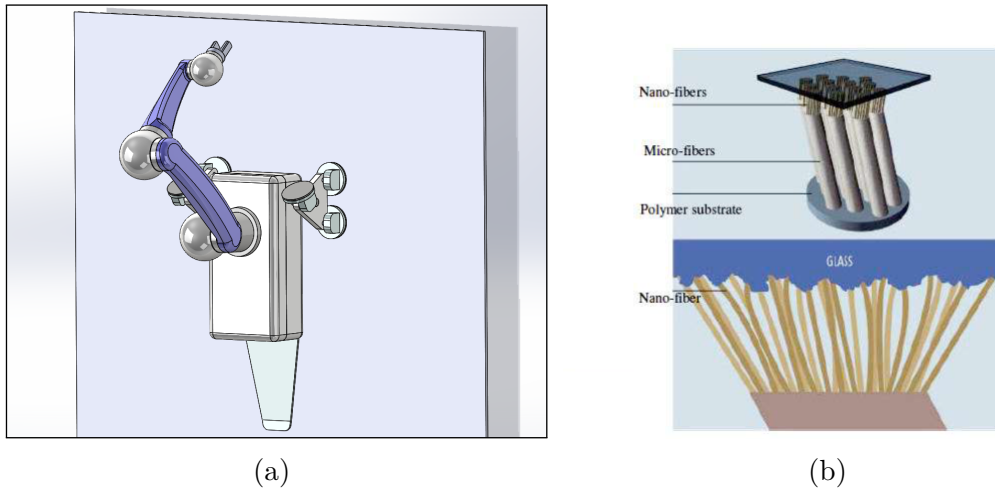 Nano-fibers
Micro-fibers
Polymer substrate
GLASS
Nano-fiber
(a)
(b)